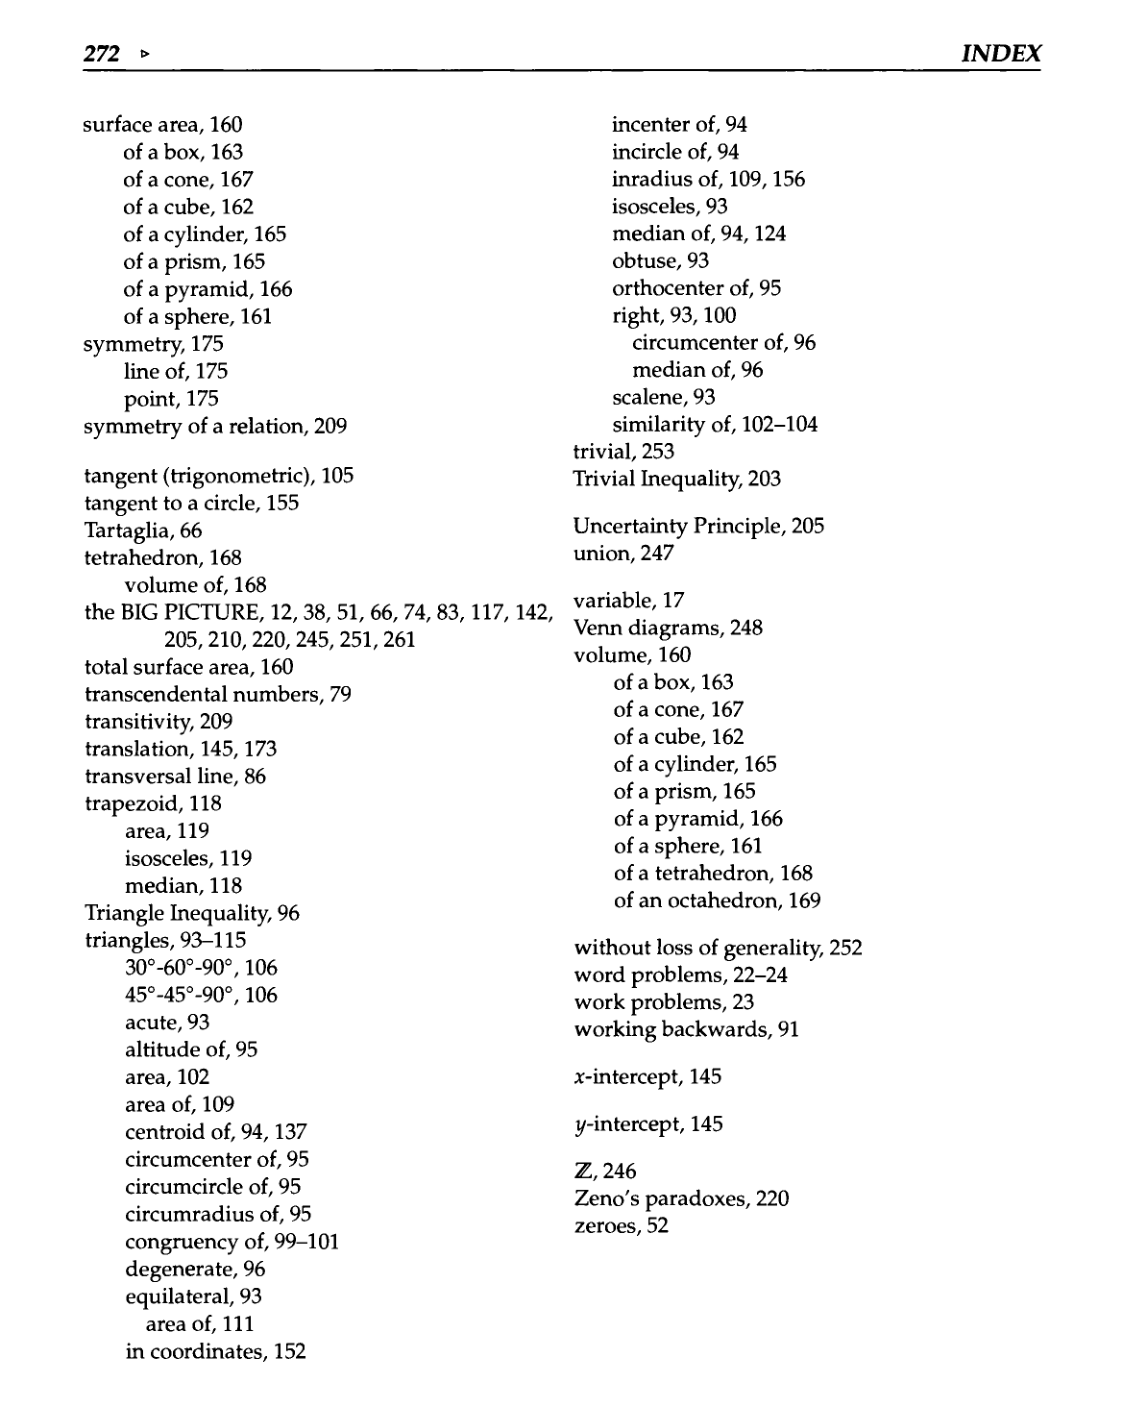 272 ▹ INDEX
surface area, 160
of a box, 163
of a cone, 167
of a cube, 162
of a cylinder, 165
of a prism, 165
of a pyramid, 166
of a sphere, 161
symmetry, 175
line of, 175
point, 175
symmetry of a relation, 209
tangent (trigonometric), 105
tangent to a circle, 155
Tartaglia, 66
tetrahedron, 168
volume of, 168
the BIG PICTURE, 12, 38, 51, 66, 74, 83, 117, 142,
205, 210, 220, 245, 251, 261
total surface area, 160
transcendental numbers, 79
transitivity, 209
translation, 145, 173
transversal line, 86
trapezoid, 118
area, 119
isosceles, 119
median, 118
Triangle Inequality, 96
triangles, 93–115
30°-60°-90°, 106
45°-45°-90°, 106
acute, 93
altitude of, 95
area, 102
area of, 109
centroid of, 94, 137
circumcenter of, 95
circumcircle of, 95
circumradius of, 95
congruency of, 99–101
degenerate, 96
equilateral, 93
area of, 111
in coordinates, 152
incenter of, 94
incircle of, 94
inradius of, 109, 156
isosceles, 93
median of, 94, 124
obtuse, 93
orthocenter of, 95
right, 93, 100
circumcenter of, 96
median of, 96
scalene, 93
similarity of, 102–104
trivial, 253
Trivial Inequality, 203
Uncertainty Principle, 205
union, 247
variable, 17
Venn diagrams, 248
volume, 160
of a box, 163
of a cone, 167
of a cube, 162
of a cylinder, 165
of a prism, 165
of a pyramid, 166
of a sphere, 161
of a tetrahedron, 168
of an octahedron, 169
without loss of generality, 252
word problems, 22–24
work problems, 23
working backwards, 91
x-intercept, 145
y-intercept, 145
ℤ, 246
Zeno's paradoxes, 220
zeroes, 52